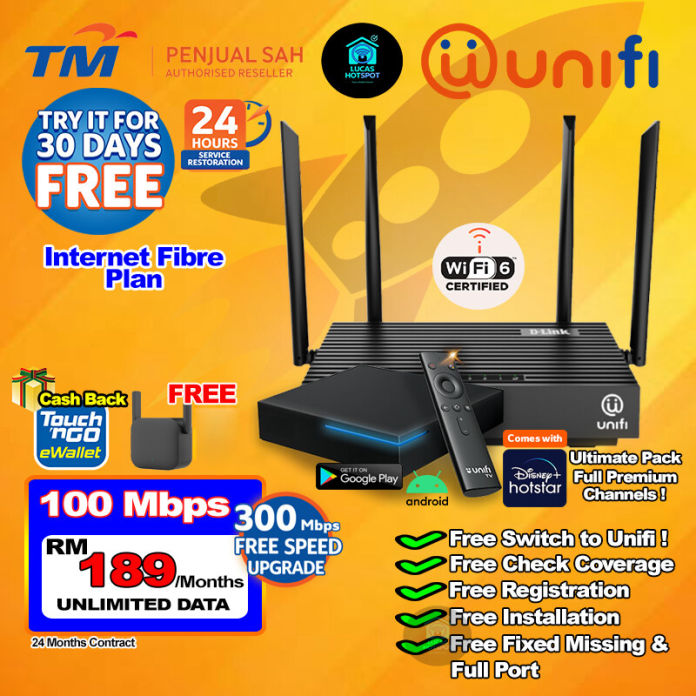 TM
PENJUAL SAH
AUTHORISED RESELLER
LUCAS
HOTSPOT
unifi
TRY IT FOR
30 DAYS
FREE
24
HOURS
SERVICE
RESTORATION
Internet Fibre
Plan
WiFi 6
CERTIFIED
D-Link
unifi
Cash Back
Touch
'nGO
eWallet
FREE
unifi
TV
GET IT ON
Google Play
android
Comes with
Disney+
hotstar
Ultimate Pack
Full Premium
Channels !
100 Mbps
RM
189/Months
UNLIMITED DATA
300 Mbps
FREE SPEED
UPGRADE
24 Months Contract
Free Switch to Unifi !
Free Check Coverage
Free Registration
Free Installation
Free Fixed Missing &
Full Port